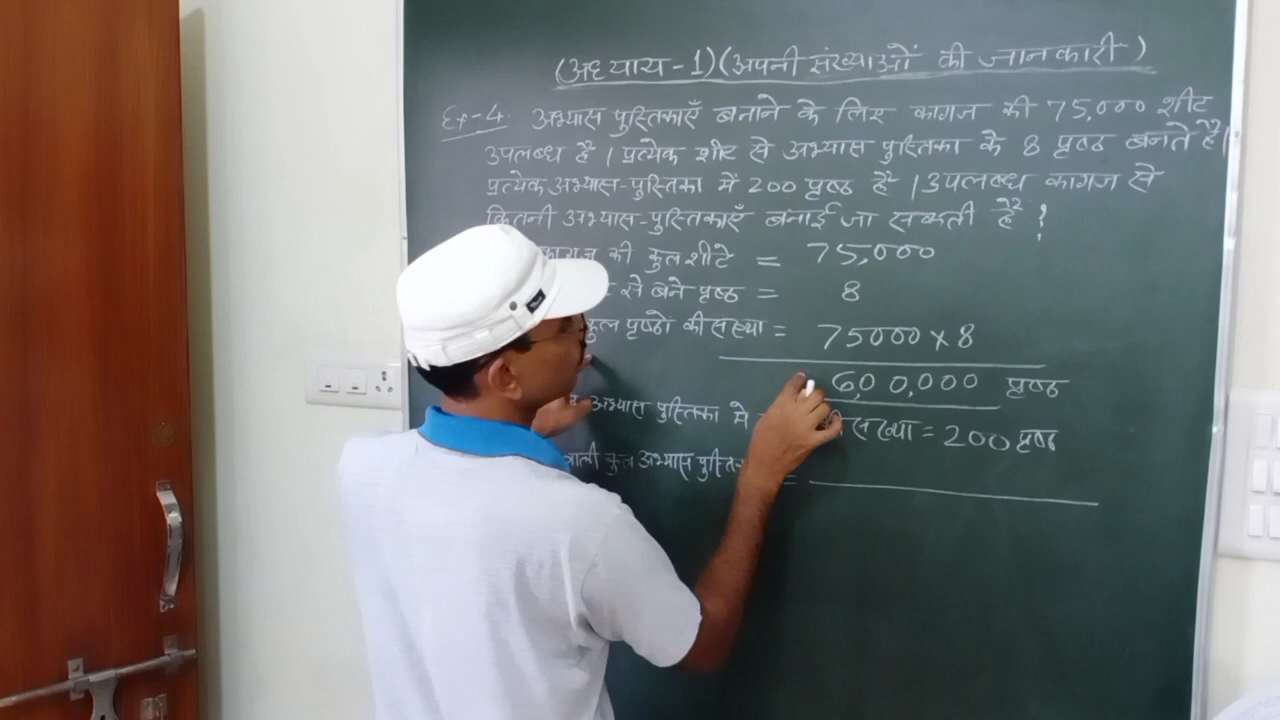 (अध्याय-1)(अपनी संख्याओं की जानकारी)
Ex-4. अभ्यास पुस्तिकाएँ बनाने के लिए कागज की 75,000 शीट
उपलब्ध है। प्रत्येक शीट से अभ्यास पुस्तिका के 8 पृष्ठ बनते है।
प्रत्येक अभ्यास-पुस्तिका में 200 पृष्ठ हैं। उपलब्ध कागज से
कितनी अभ्यास-पुस्तिकाएँ बनाई जा सकती हैं?
कागज की कुल शीटे = 75,000
से बने पृष्ठ = 8
कुल पृष्ठो की संख्या = 75000 x 8
6,00,000 पृष्ठ
अभ्यास पुस्तिका मे संख्या = 200 पृष्ठ
वाली कुल अभ्यास =